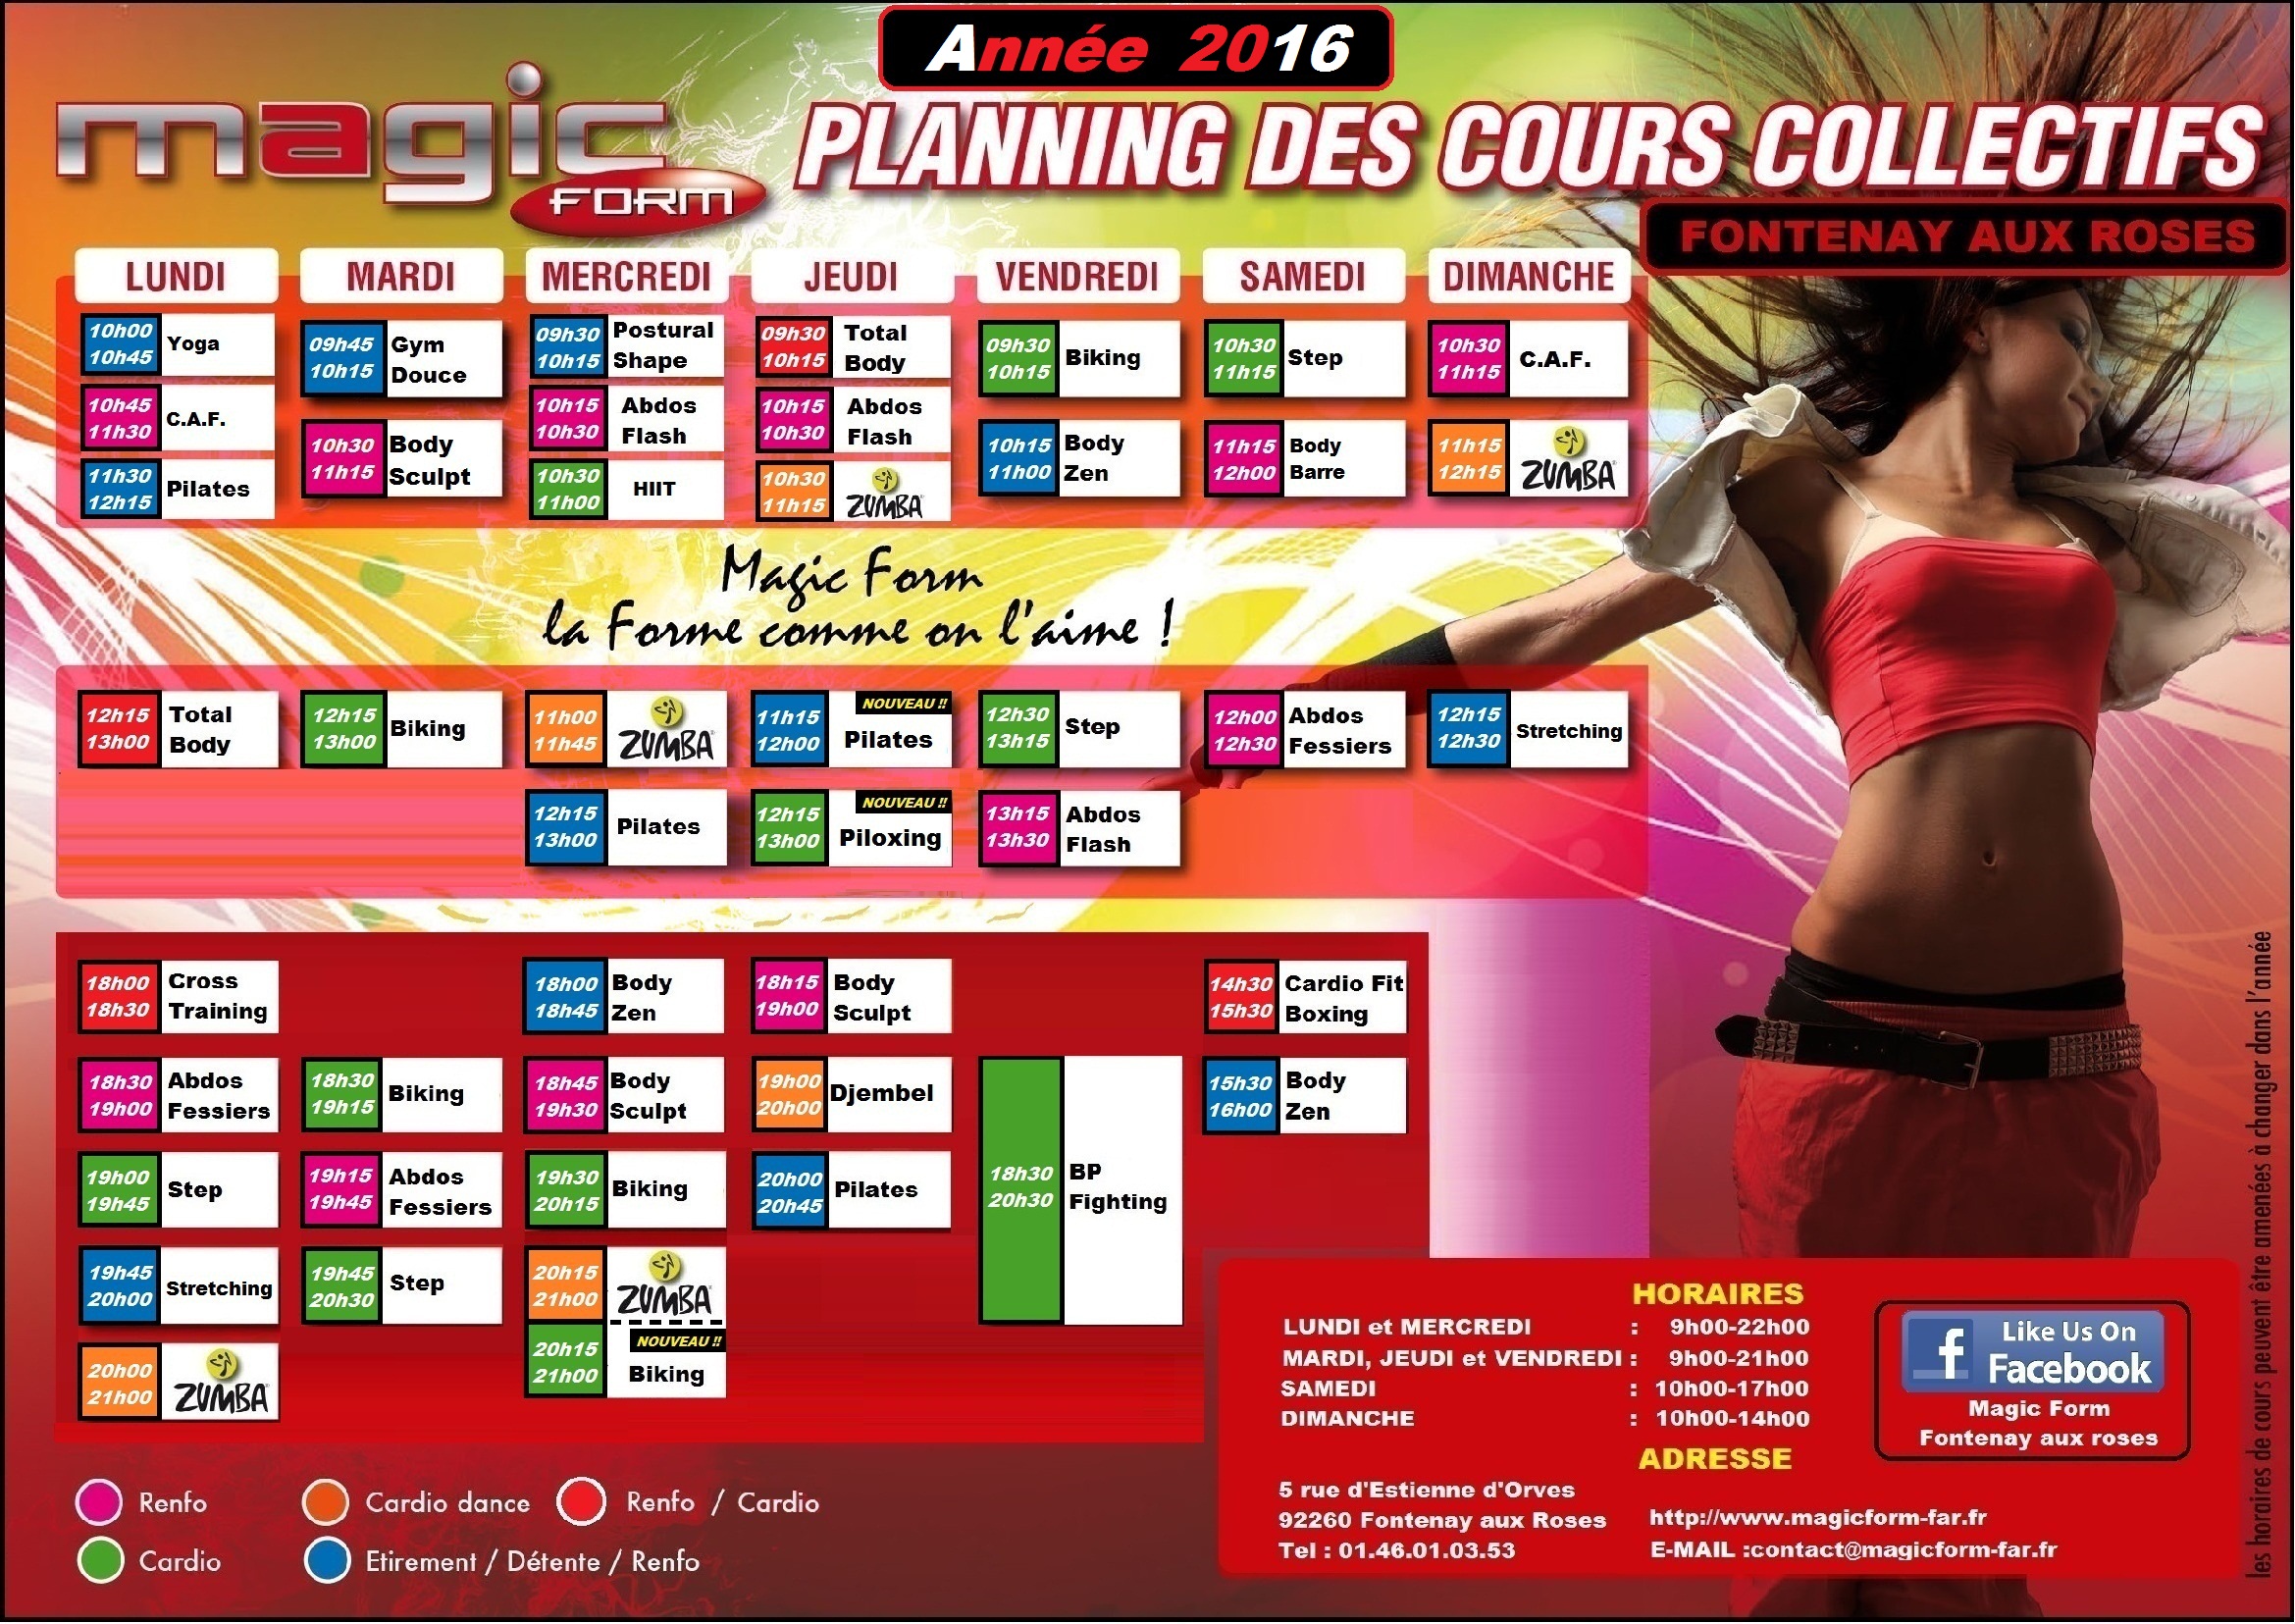 Année 2016
magic
FORM
PLANNING DES COURS COLLECTIFS
FONTENAY AUX ROSES
LUNDI
10h00
10h45
Yoga
10h45
11h30
C.A.F.
11h30
12h15
Pilates
MARDI
09h45
10h15
Gym
Douce
10h30
11h15
Body
Sculpt
MERCREDI
09h30
10h15
Postural
Shape
10h15
10h30
Abdos
Flash
10h30
11h00
HIIT
JEUDI
09h30
10h15
Total
Body
10h15
10h30
Abdos
Flash
10h30
11h15
ZUMBA
VENDREDI
09h30
10h15
Biking
10h15
11h00
Body
Zen
SAMEDI
10h30
11h15
Step
11h15
12h00
Body
Barre
DIMANCHE
10h30
11h15
C.A.F.
11h15
12h15
ZUMBA
Magic Form
la Forme comme on l'aime !
12h15
13h00
Total
Body
12h15
13h00
Biking
11h00
11h45
ZUMBA
12h15
13h00
Pilates
11h15
12h00
NOUVEAU !!
Pilates
12h15
13h00
NOUVEAU !!
Piloxing
12h30
13h15
Step
13h15
13h30
Abdos
Flash
12h00
12h30
Abdos
Fessiers
12h15
12h30
Stretching
18h00
18h30
Cross
Training
18h30
19h00
Abdos
Fessiers
19h00
19h45
Step
19h45
20h00
Stretching
20h00
21h00
ZUMBA
18h30
19h15
Biking
19h15
19h45
Abdos
Fessiers
19h45
20h30
Step
18h00
18h45
Body
Zen
18h45
19h30
Body
Sculpt
19h30
20h15
Biking
20h15
21h00
ZUMBA
20h15
21h00
NOUVEAU !!
Biking
18h15
19h00
Body
Sculpt
19h00
20h00
Djembel
20h00
20h45
Pilates
18h30
20h30
BP
Fighting
14h30
15h30
Cardio Fit
Boxing
15h30
16h00
Body
Zen
Renfo
Cardio dance
Renfo / Cardio
Cardio
Etirement / Détente / Renfo
HORAIRES
LUNDI et MERCREDI : 9h00-22h00
MARDI, JEUDI et VENDREDI : 9h00-21h00
SAMEDI : 10h00-17h00
DIMANCHE : 10h00-14h00
ADRESSE
5 rue d'Estienne d'Orves
92260 Fontenay aux Roses
Tel : 01.46.01.03.53
http://www.magicform-far.fr
E-MAIL :contact@magicform-far.fr
f
Like Us On
Facebook
Magic Form
Fontenay aux roses
les horaires de cours peuvent être amenées à changer dans l'année